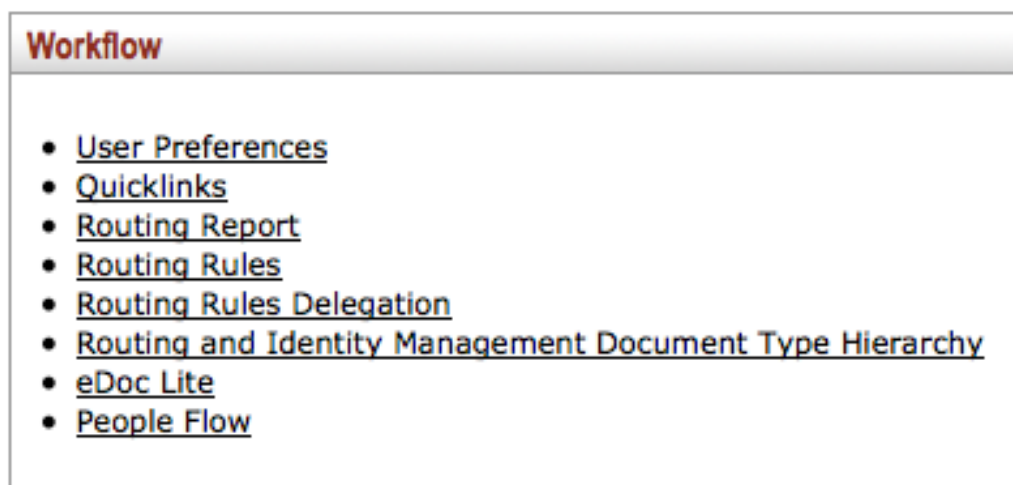 Workflow
User Preferences
Quicklinks
Routing Report
Routing Rules
Routing Rules Delegation
Routing and Identity Management Document Type Hierarchy
eDoc Lite
People Flow